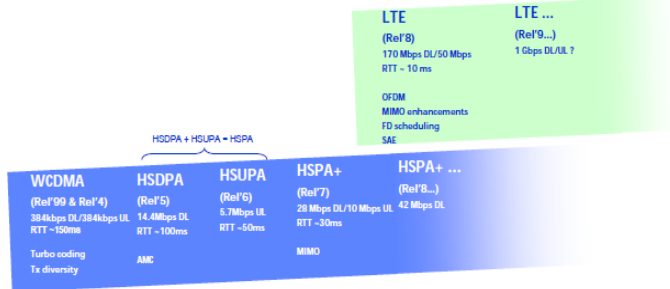 LTE
(Rel'8)
170 Mbps DL/50 Mbps
RTT ~ 10 ms
OFDM
MIMO enhancements
FD scheduling
SAE
LTE ...
(Rel'9...)
1 Gbps DL/UL ?
HSDPA + HSUPA = HSPA
WCDMA
(Rel'99 & Rel'4)
384kbps DL/384kbps UL
RTT ~150ms
Turbo coding
Tx diversity
HSDPA
(Rel'5)
14.4Mbps DL
RTT ~100ms
AMC
HSUPA
(Rel'6)
5.7Mbps UL
RTT ~50ms
HSPA+
(Rel'7)
28 Mbps DL/10 Mbps UL
RTT ~30ms
MIMO
HSPA+ ...
(Rel'8...)
42 Mbps DL